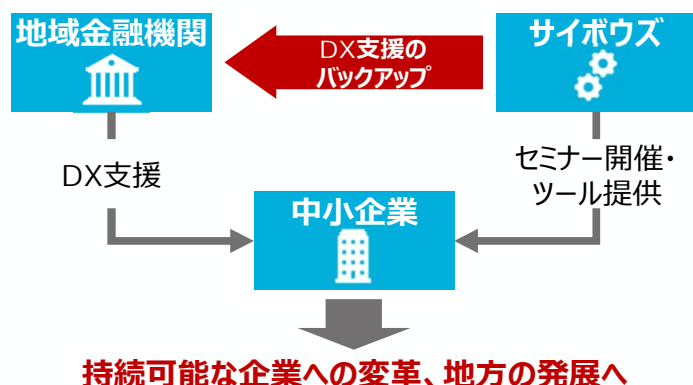 地域金融機関
DX支援の
バックアップ
サイボウズ
DX支援
セミナー開催・
ツール提供
中小企業
持続可能な企業への変革、地方の発展へ